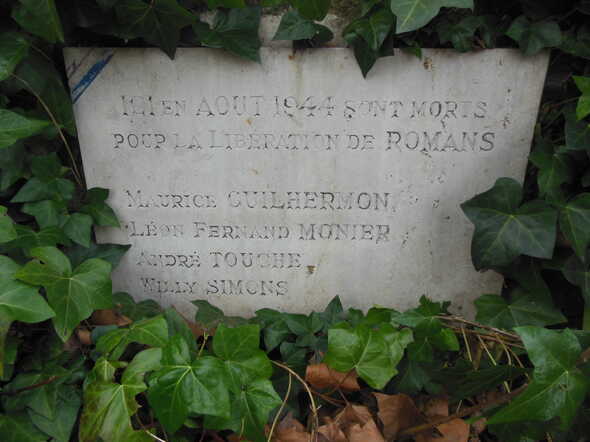 ICI EN AOUT 1944 SONT MORTS
POUR LA LIBÉRATION DE ROMANS
MAURICE GUILHERMON
LÉON FERNAND MONIER
ANDRÉ TOUCHE
WILLY SIMONS